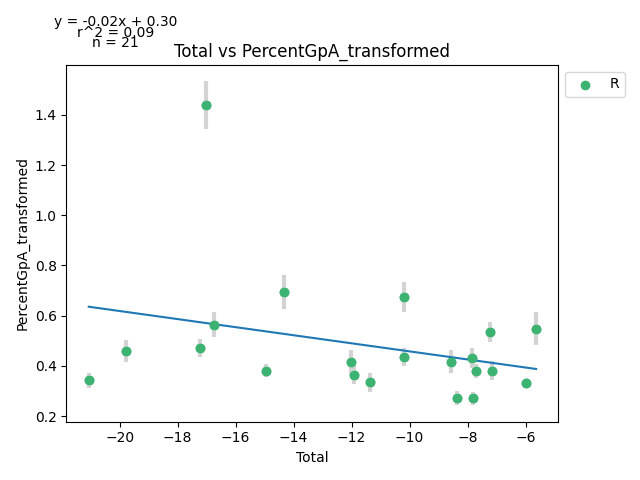 y = -0.02x + 0.30
r^2 = 0.09
n = 21
Total vs PercentGpA_transformed
R
PercentGpA_transformed
1.4
1.2
1.0
0.8
0.6
0.4
0.2
−20 −18 −16 −14 −12 −10 −8 −6
Total